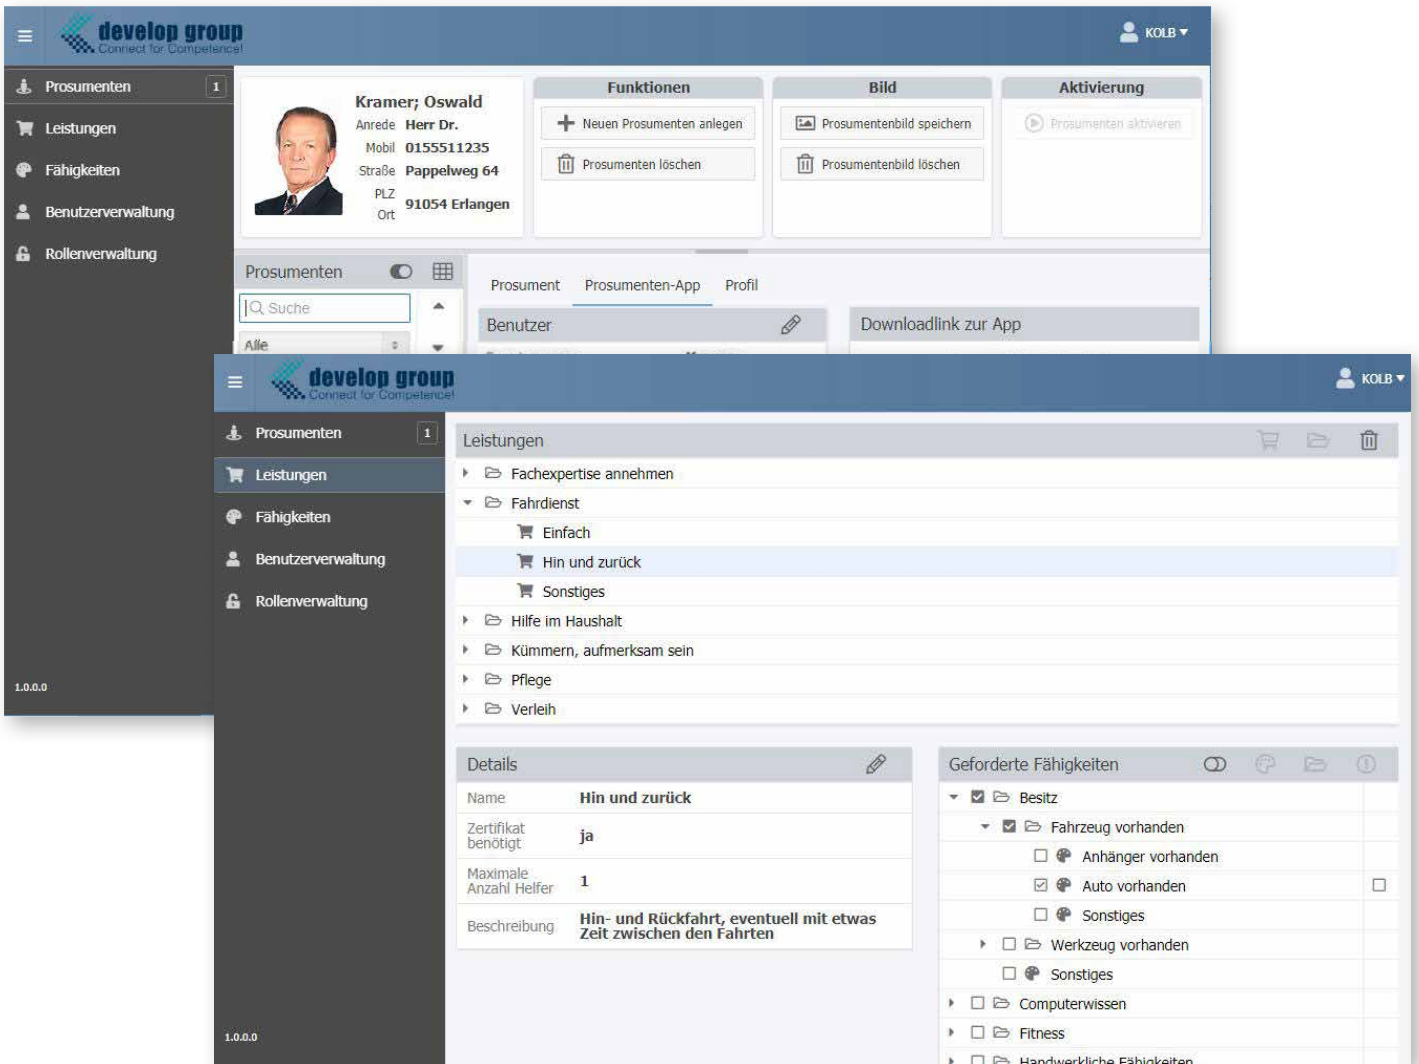 develop group
Connect for Competence!
KOLB
Prosumenten 1
Leistungen
Fähigkeiten
Benutzerverwaltung
Rollenverwaltung
1.0.0.0
Kramer; Oswald
Anrede Herr Dr.
Mobil 0155511235
Straße Pappelweg 64
PLZ
Ort
91054 Erlangen
Funktionen
Neuen Prosumenten anlegen
Prosumenten löschen
Bild
Prosumentenbild speichern
Prosumentenbild löschen
Aktivierung
Prosumenten aktivieren
Prosumenten
Suche
Alle
Prosument Prosumenten-App Profil
Benutzer
Downloadlink zur App
develop group
Connect for Competence!
KOLB
Prosumenten 1
Leistungen
Fähigkeiten
Benutzerverwaltung
Rollenverwaltung
1.0.0.0
Leistungen
Fachexpertise annehmen
Fahrdienst
Einfach
Hin und zurück
Sonstiges
Hilfe im Haushalt
Kümmern, aufmerksam sein
Pflege
Verleih
Details
Name Hin und zurück
Zertifikat
benötigt
ja
Maximale
Anzahl Helfer
1
Beschreibung
Hin- und Rückfahrt, eventuell mit etwas
Zeit zwischen den Fahrten
Geforderte Fähigkeiten
Besitz
Fahrzeug vorhanden
Anhänger vorhanden
Auto vorhanden
Sonstiges
Werkzeug vorhanden
Sonstiges
Computerwissen
Fitness
Handwerkliche Fähigkeiten